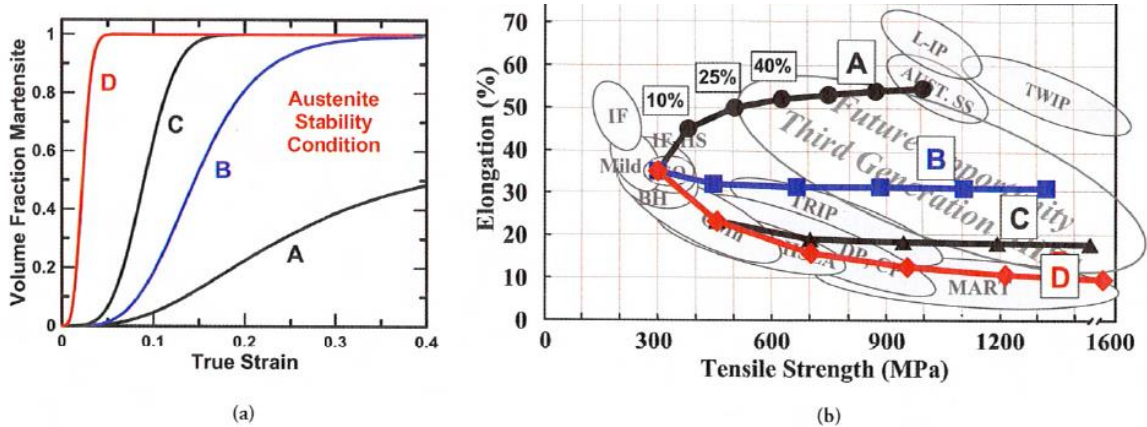 1
0.8
0.6
0.4
0.2
0
Volume Fraction Martensite
D
C
B
A
Austenite
Stability
Condition
0
0.1
0.2
0.3
0.4
True Strain
(a)
70
60
50
40
30
20
10
0
Elongation (%)
10%
25%
40%
A
B
C
D
L-IP
AUST. SS
TWIP
Future Opportunity
Third Generation
IF
IF-HS
Mild
BH
TRIP
DP, CP
MART
0
300
600
900
1200
1600
Tensile Strength (MPa)
(b)